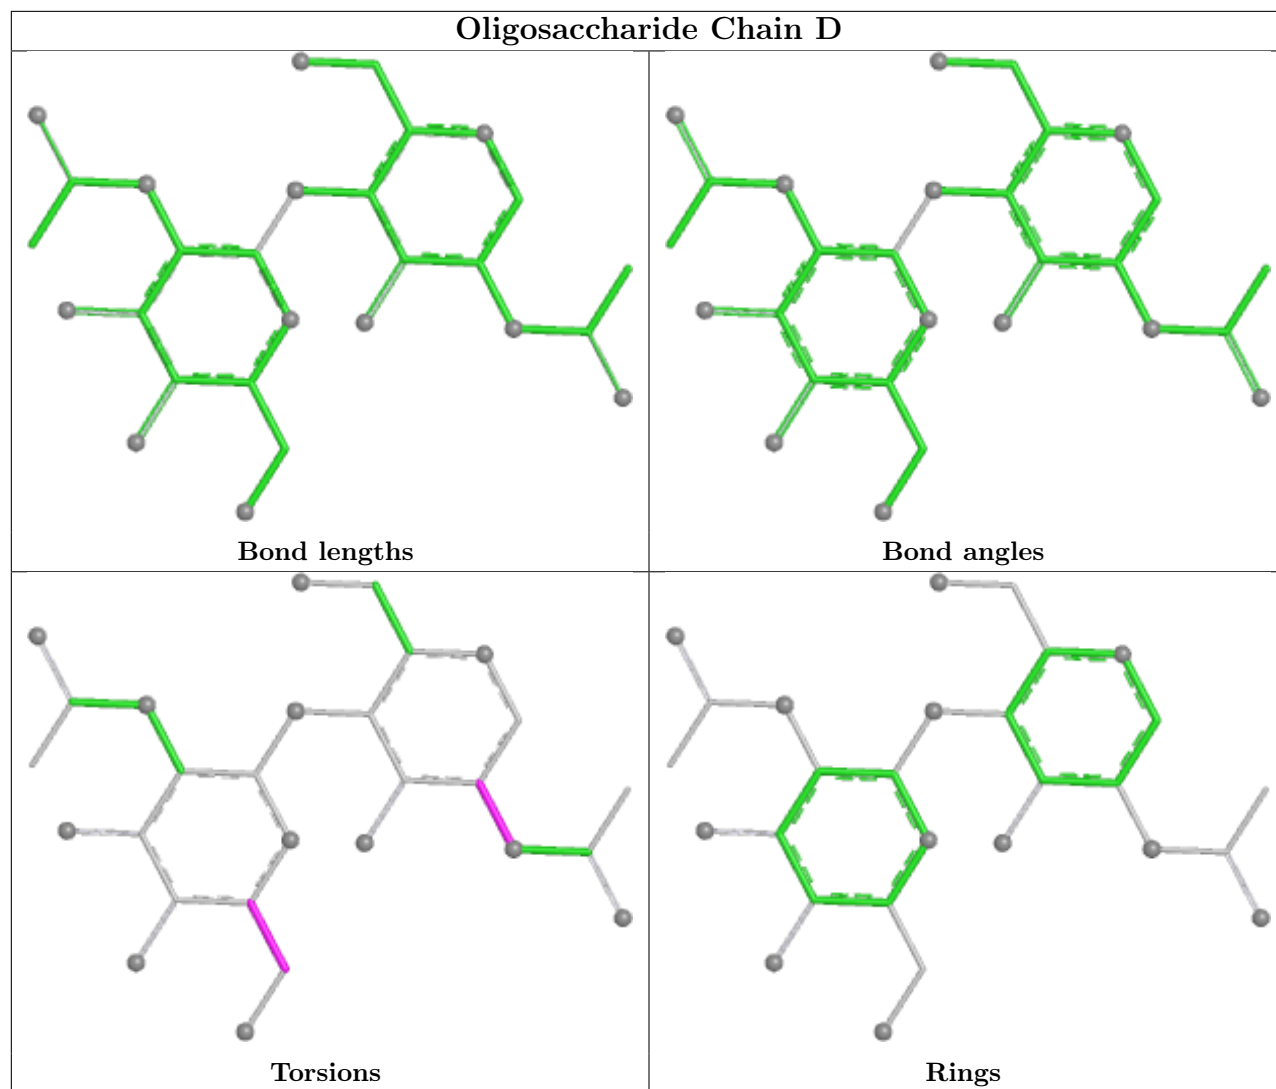 Oligosaccharide Chain D
Bond lengths
Bond angles
Torsions
Rings